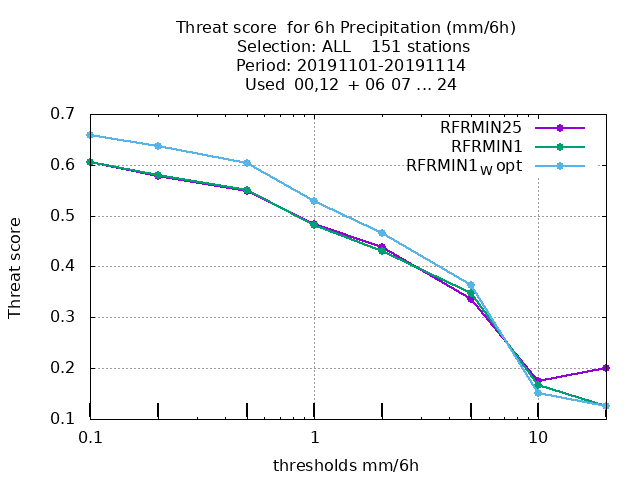 Threat score  for 6h Precipitation (mm/6h)
Selection: ALL    151 stations
Period: 20191101-20191114
Used  00,12  + 06 07 ... 24
RFRMIN25
RFRMIN1
RFRMIN1w opt
Threat score
0.7
0.6
0.5
0.4
0.3
0.2
0.1
0.1 1 10
thresholds mm/6h